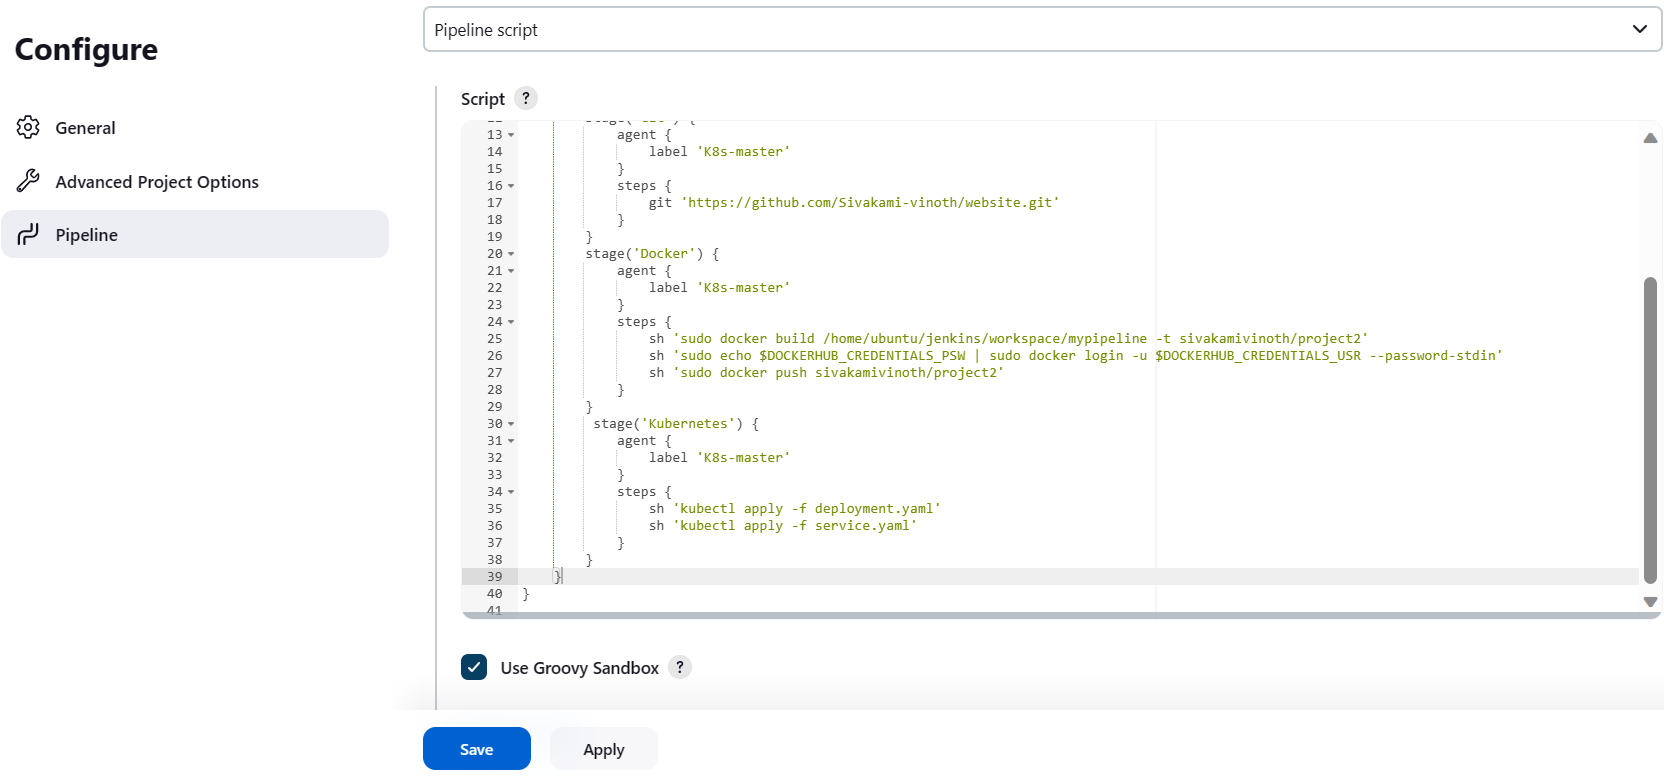 Configure
General
Advanced Project Options
Pipeline
Pipeline script
Script ?
13 agent {
14 label 'K8s-master'
15 }
16 steps {
17 git 'https://github.com/Sivakami-vinoth/website.git'
18 }
19 }
20 stage('Docker') {
21 agent {
22 label 'K8s-master'
23 }
24 steps {
25 sh 'sudo docker build /home/ubuntu/jenkins/workspace/mypipeline -t sivakamivinoth/project2'
26 sh 'sudo echo $DOCKERHUB_CREDENTIALS_PSW | sudo docker login -u $DOCKERHUB_CREDENTIALS_USR --password-stdin'
27 sh 'sudo docker push sivakamivinoth/project2'
28 }
29 }
30 stage('Kubernetes') {
31 agent {
32 label 'K8s-master'
33 }
34 steps {
35 sh 'kubectl apply -f deployment.yaml'
36 sh 'kubectl apply -f service.yaml'
37 }
38 }
39 }
40 }
41
Use Groovy Sandbox ?
Save
Apply